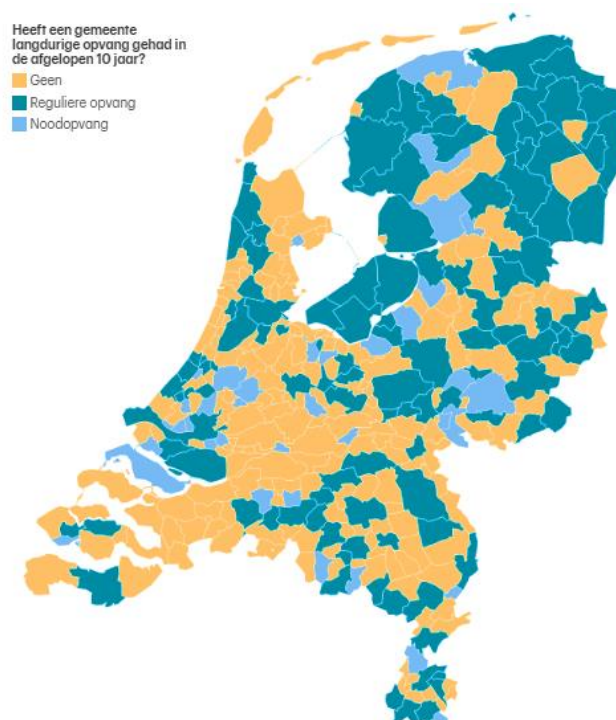 Heeft een gemeente
langdurige opvang gehad in
de afgelopen 10 jaar?
Geen
Reguliere opvang
Noodopvang